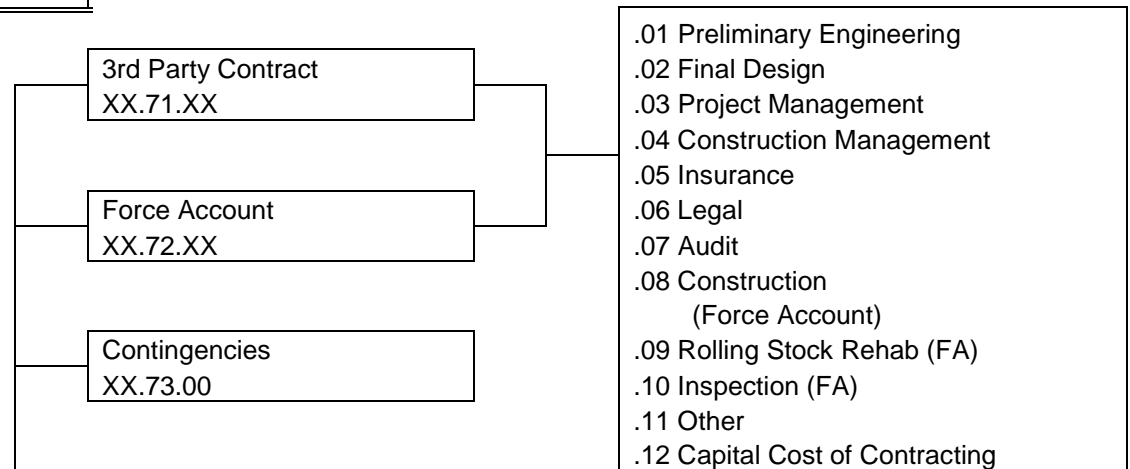 3rd Party Contract
XX.71.XX
Force Account
XX.72.XX
Contingencies
XX.73.00
.01 Preliminary Engineering
.02 Final Design
.03 Project Management
.04 Construction Management
.05 Insurance
.06 Legal
.07 Audit
.08 Construction
(Force Account)
.09 Rolling Stock Rehab (FA)
.10 Inspection (FA)
.11 Other
.12 Capital Cost of Contracting